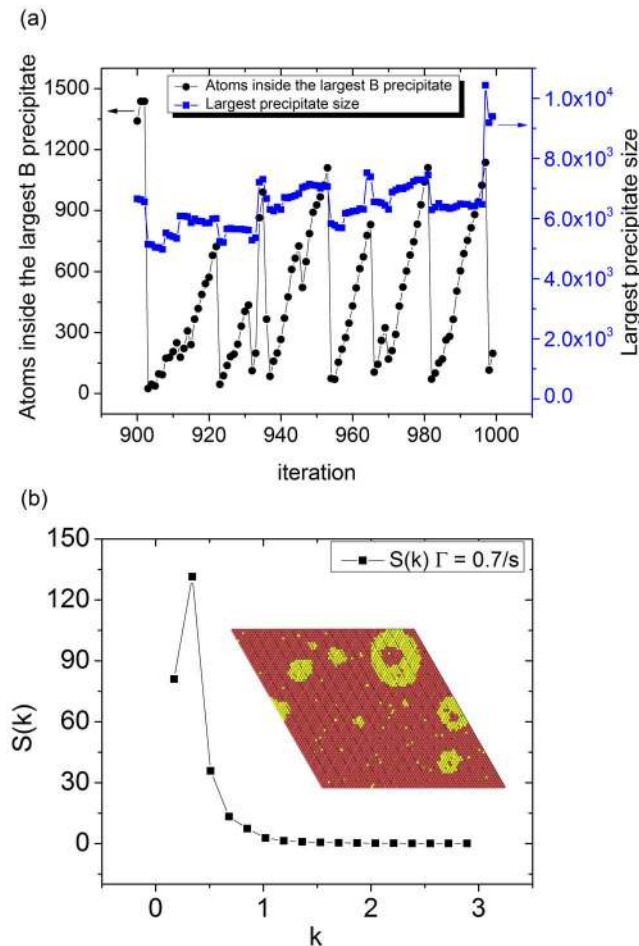 (a)
Atoms inside the largest B precipitate
Largest precipitate size
1500
1200
900
600
300
0
Atoms inside the largest B precipitate
1.0x10⁴
8.0x10³
6.0x10³
4.0x10³
2.0x10³
0.0
Largest precipitate size
900 920 940 960 980 1000
iteration
(b)
150
120
90
60
30
0
S(k)
S(k) Γ = 0.7/s
0 1 2 3
k